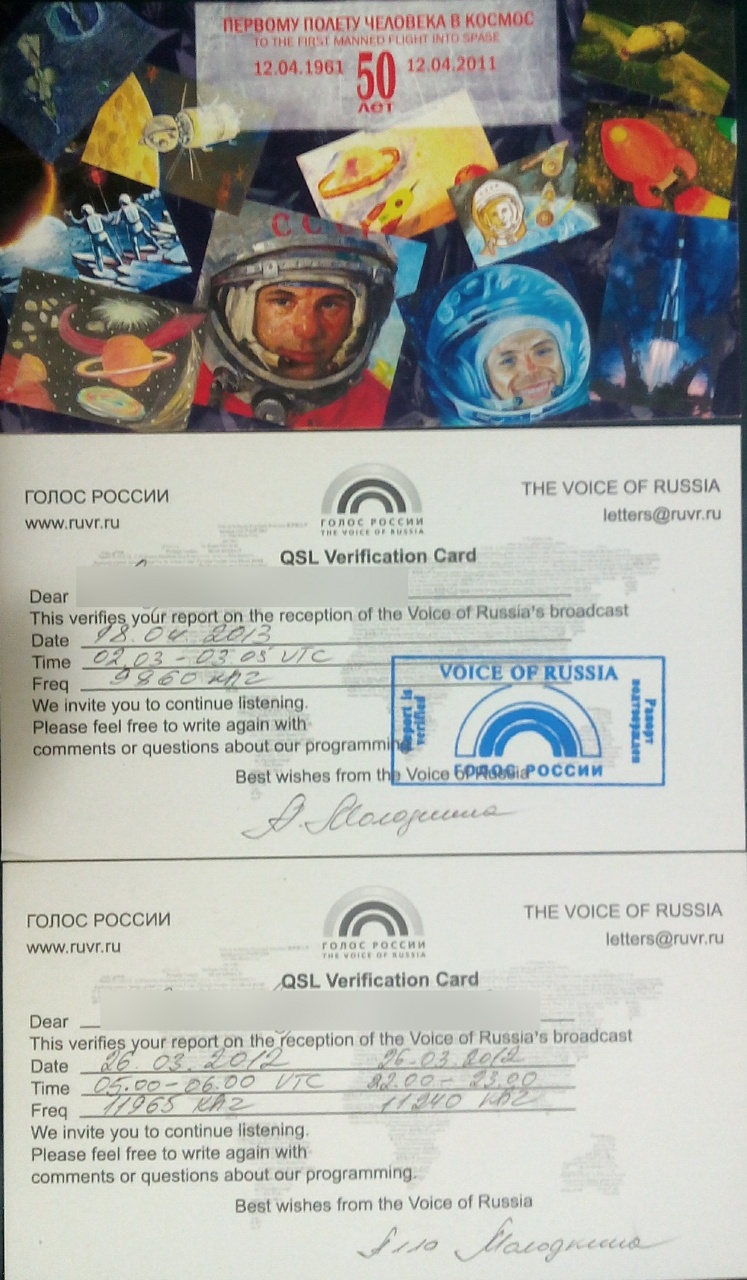 ПЕРВОМУ ПОЛЕТУ ЧЕЛОВЕКА В КОСМОС
TO THE FIRST MANNED FLIGHT INTO SPASE
12.04.1961 50 12.04.2011
ЛЕТ
СССР
ГОЛОС РОССИИ
www.ruvr.ru
ГОЛОС РОССИИ
THE VOICE OF RUSSIA
THE VOICE OF RUSSIA
letters@ruvr.ru
QSL Verification Card
Dear
This verifies your report on the reception of the Voice of Russia's broadcast
Date 18.04.2013
Time 02.03 - 03.05 UTC
Freq 9860 кнz
We invite you to continue listening.
Please feel free to write again with
comments or questions about our programming.
Best wishes from the Voice of Russia
VOICE OF RUSSIA
Report is verified
Рапорт подтвержден
ГОЛОС РОССИИ
А. Молодкина
ГОЛОС РОССИИ
www.ruvr.ru
ГОЛОС РОССИИ
THE VOICE OF RUSSIA
THE VOICE OF RUSSIA
letters@ruvr.ru
QSL Verification Card
Dear
This verifies your report on the reception of the Voice of Russia's broadcast
Date 26.03.2012 26.03.2012
Time 05.00-06.00 UTC 22.00-23.00
Freq 11965 кнz 11240 кнz
We invite you to continue listening.
Please feel free to write again with
comments or questions about our programming.
Best wishes from the Voice of Russia
Молодкина